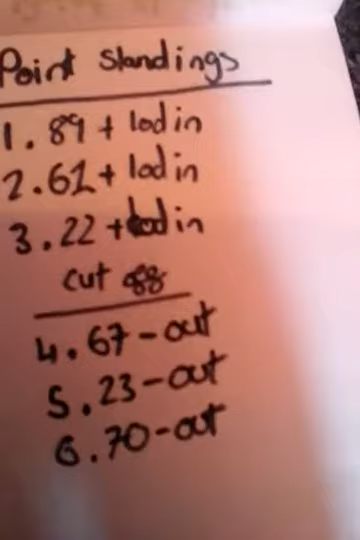 Point Standings
1. 89 + lod in
2. 61 + lod in
3. 22 + lod in
cut off
4. 67 - out
5. 23 - out
6. 70 - out